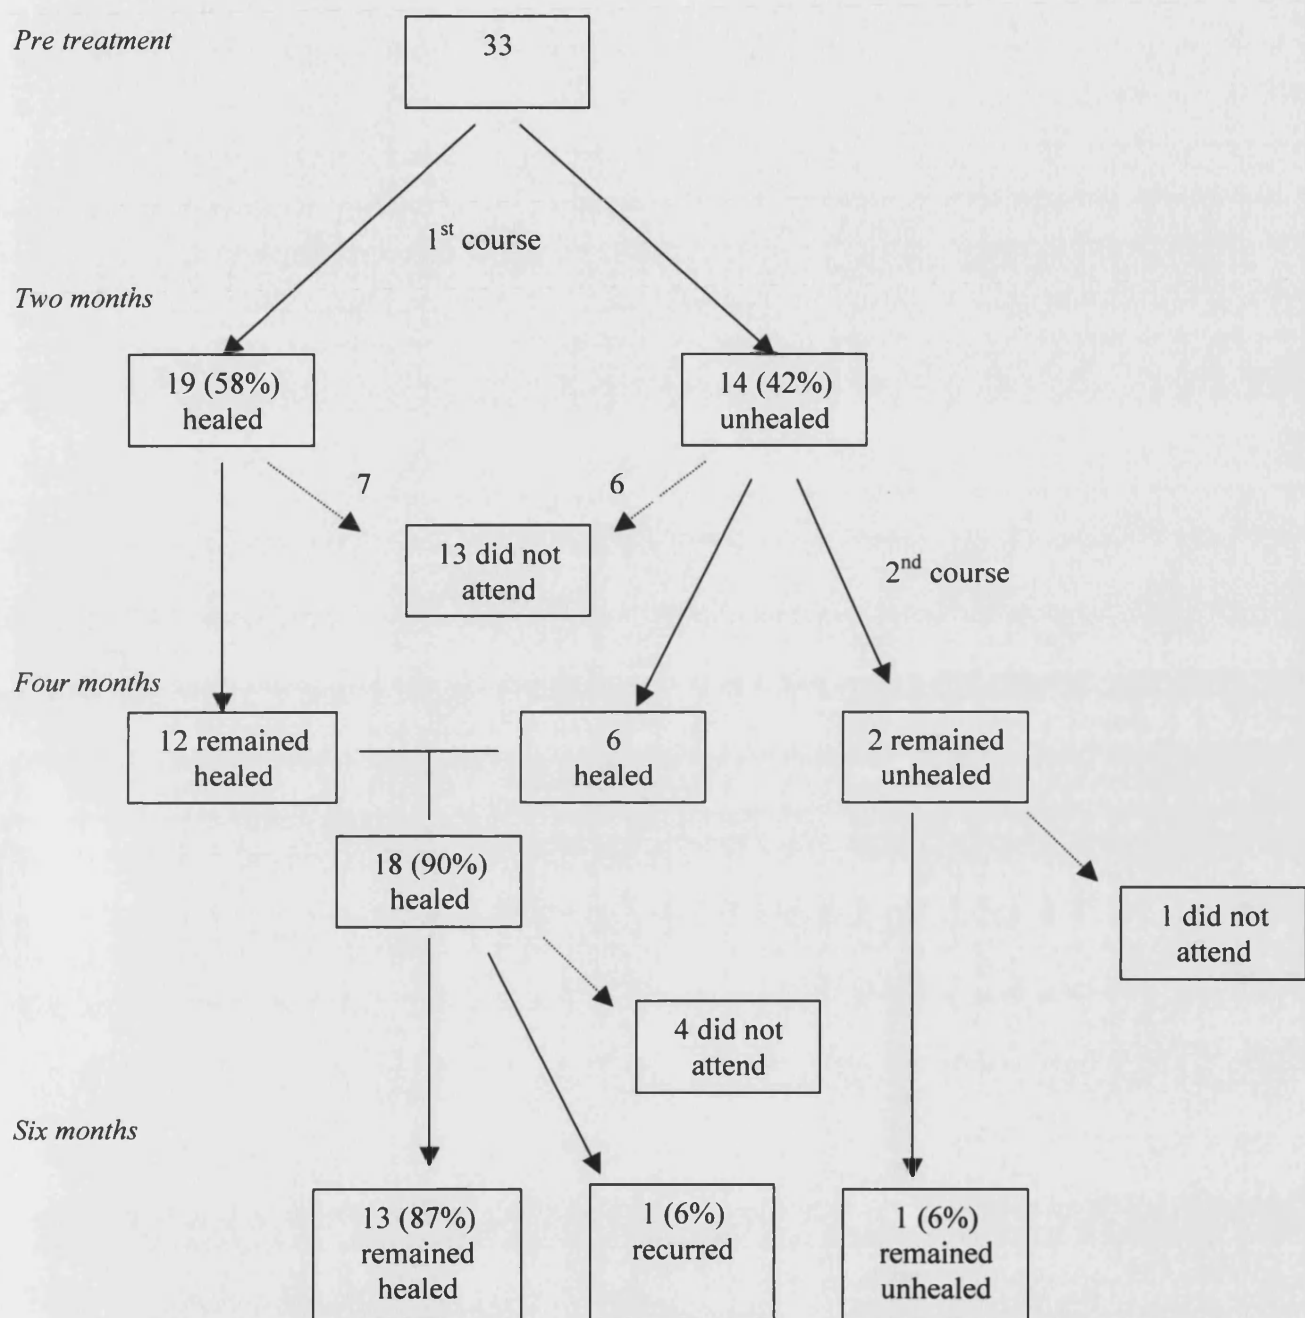 Pre treatment
33
1st course
Two months
19 (58%)
healed
14 (42%)
unhealed
7
6
13 did not
attend
2nd course
Four months
12 remained
healed
6
healed
2 remained
unhealed
18 (90%)
healed
1 did not
attend
4 did not
attend
Six months
13 (87%)
remained
healed
1 (6%)
recurred
1 (6%)
remained
unhealed